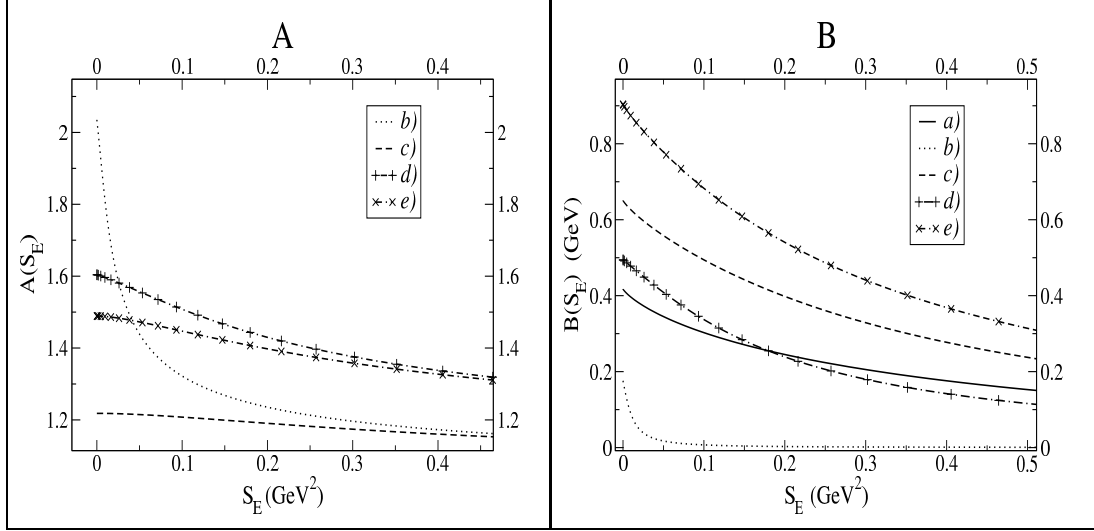 A
0 0.1 0.2 0.3 0.4
2 2
1.8 1.8
1.6 1.6
1.4 1.4
1.2 1.2
A(S_E)
b)
c)
d)
e)
0 0.1 0.2 0.3 0.4
S_E (GeV²)
B
0 0.1 0.2 0.3 0.4 0.5
0.8 0.8
0.6 0.6
0.4 0.4
0.2 0.2
0 0
B(S_E) (GeV)
a)
b)
c)
d)
e)
0 0.1 0.2 0.3 0.4 0.5
S_E (GeV²)